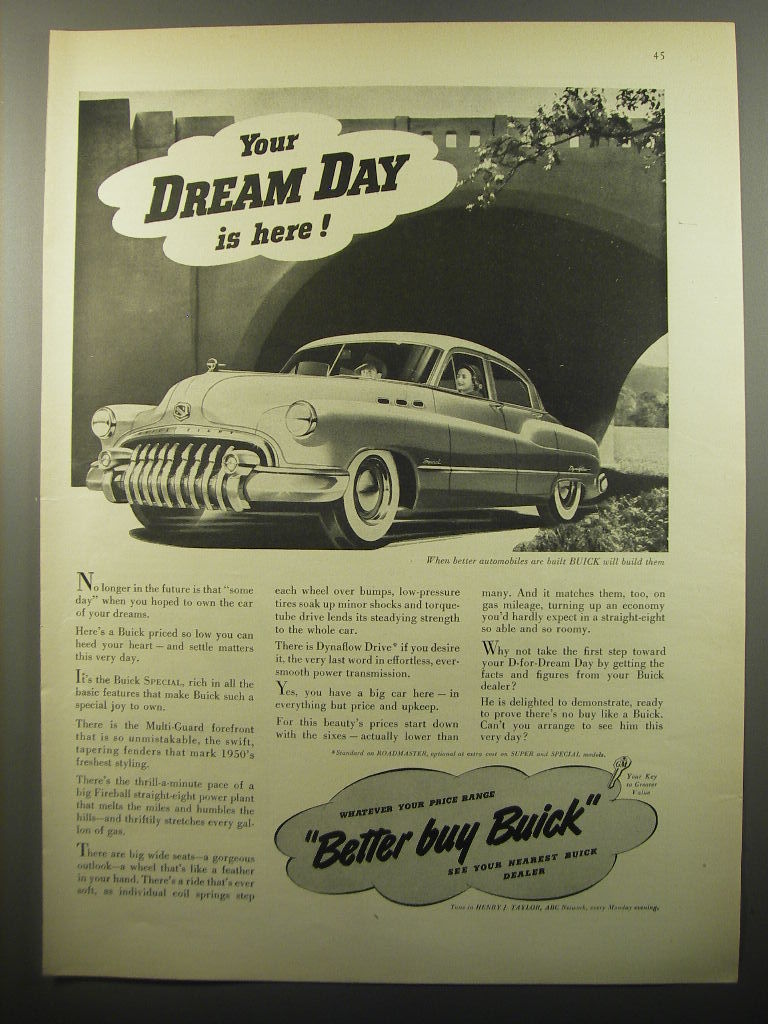 45
Your
DREAM DAY
is here!
Special
Dynaflow
When better automobiles are built BUICK will build them
No longer in the future is that "some
day" when you hoped to own the car
of your dreams.
Here's a Buick priced so low you can
heed your heart — and settle matters
this very day.
It's the Buick SPECIAL, rich in all the
basic features that make Buick such a
special joy to own.
There is the Multi-Guard forefront
that is so unmistakable, the swift,
tapering fenders that mark 1950's
freshest styling.
There's the thrill-a-minute pace of a
big Fireball straight-eight power plant
that melts the miles and humbles the
hills—and thriftily stretches every gal-
lon of gas.
There are big wide seats—a gorgeous
outlook—a wheel that's like a feather
in your hand. There's a ride that's ever
soft, as individual coil springs step
each wheel over bumps, low-pressure
tires soak up minor shocks and torque-
tube drive lends its steadying strength
to the whole car.
There is Dynaflow Drive* if you desire
it, the very last word in effortless, ever-
smooth power transmission.
Yes, you have a big car here — in
everything but price and upkeep.
For this beauty's prices start down
with the sixes — actually lower than
many. And it matches them, too, on
gas mileage, turning up an economy
you'd hardly expect in a straight-eight
so able and so roomy.
Why not take the first step toward
your D-for-Dream Day by getting the
facts and figures from your Buick
dealer?
He is delighted to demonstrate, ready
to prove there's no buy like a Buick.
Can't you arrange to see him this
very day?
*Standard on ROADMASTER, optional at extra cost on SUPER and SPECIAL models.
GM
Your Key
to Greater
Value
WHATEVER YOUR PRICE RANGE
"Better buy Buick"
SEE YOUR NEAREST BUICK
DEALER
Tune in HENRY J. TAYLOR, ABC Network, every Monday evening.